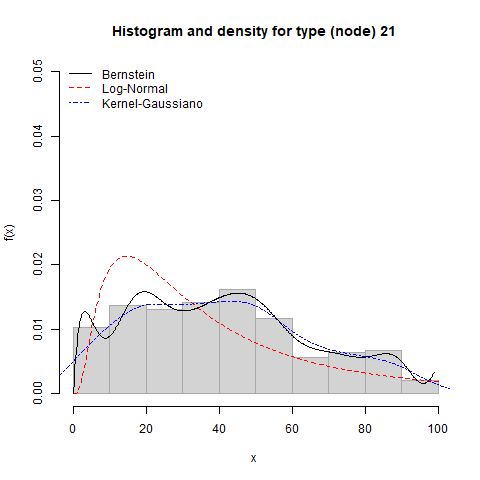 Histogram and density for type (node) 21
Bernstein
Log-Normal
Kernel-Gaussiano
f(x)
0.05
0.04
0.03
0.02
0.01
0.00
0 20 40 60 80 100
x